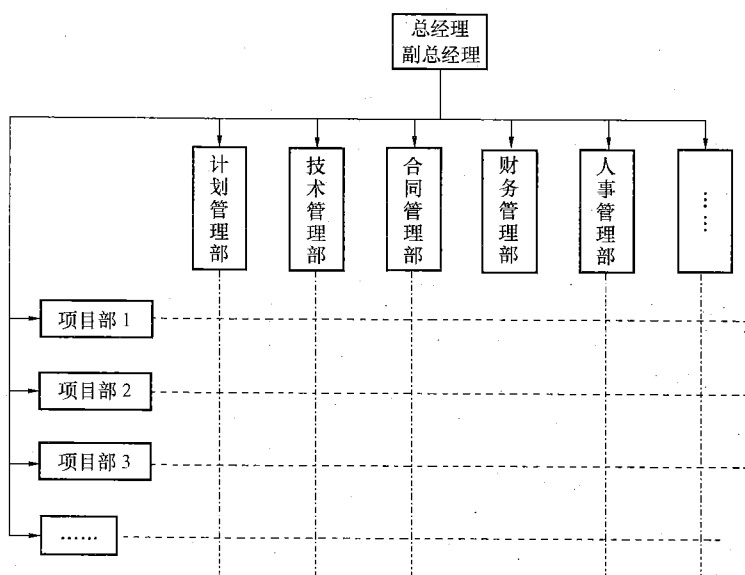 总经理
副总经理
计划管理部
技术管理部
合同管理部
财务管理部
人事管理部
……
项目部 1
项目部 2
项目部 3
……